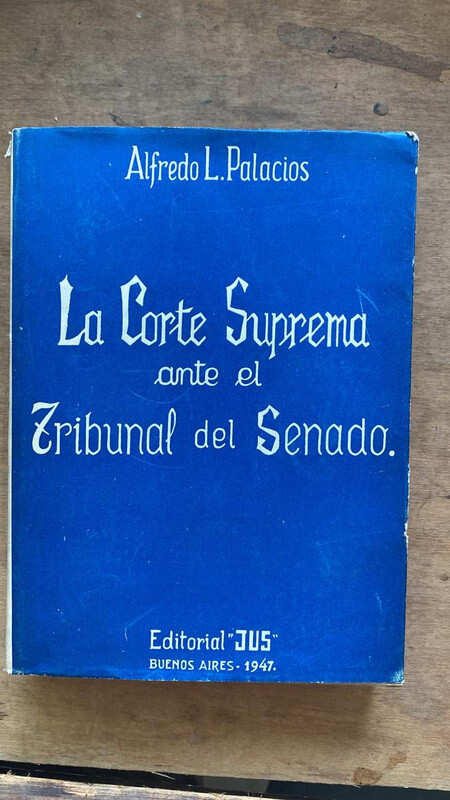 Alfredo L. Palacios
La Corte Suprema
ante el
Tribunal del Senado.
Editorial "JUS"
BUENOS AIRES - 1947.